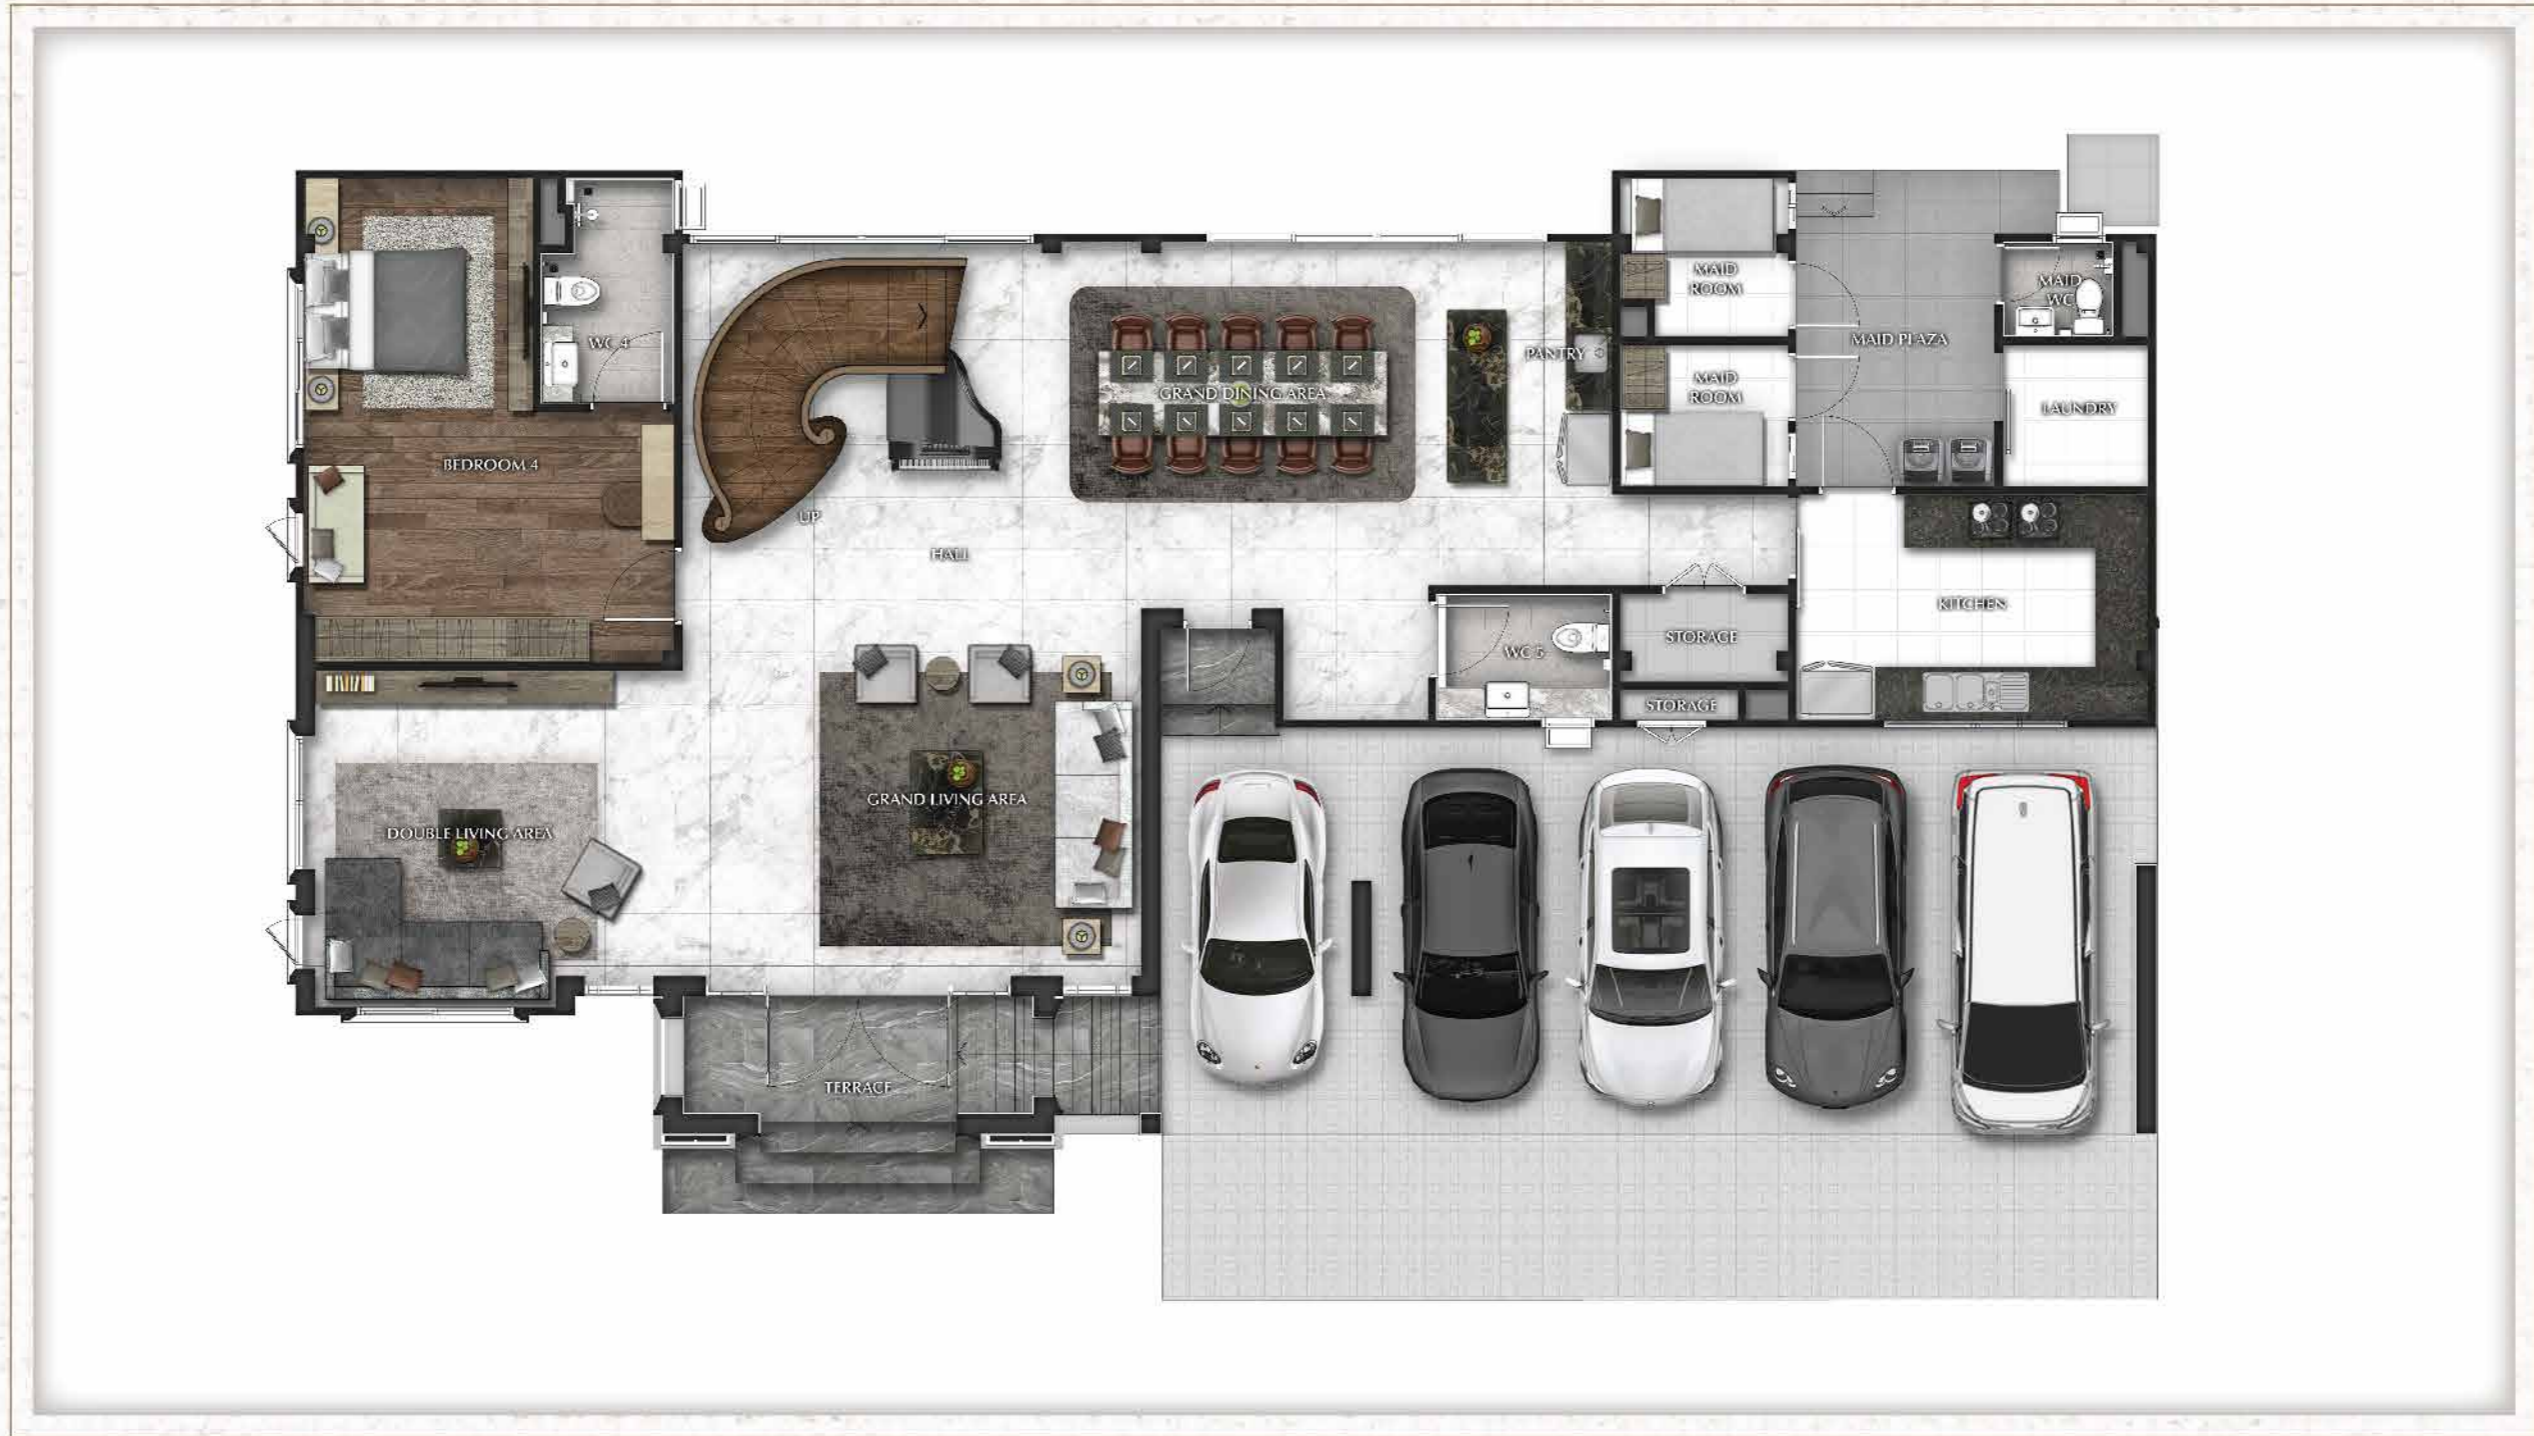 MAID
ROOM
MAID
WC
WC 4
MAID PLAZA
PANTRY
MAID
ROOM
GRAND DINING AREA
LAUNDRY
BEDROOM 4
UP
HALL
KITCHEN
STORAGE
WC 5
STORAGE
GRAND LIVING AREA
DOUBLE LIVING AREA
TERRACE